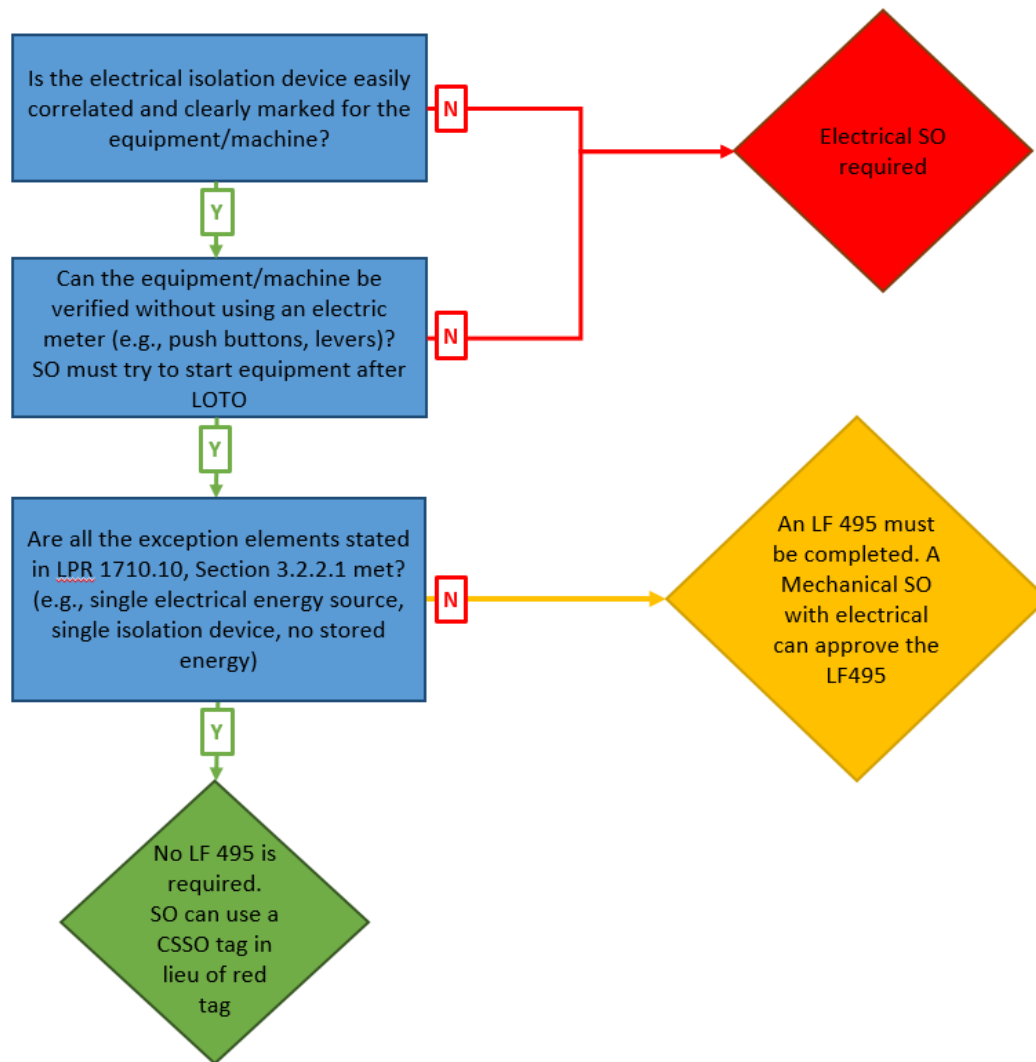 Is the electrical isolation device easily
correlated and clearly marked for the
equipment/machine?
N
Electrical SO
required
Y
Can the equipment/machine be
verified without using an electric
meter (e.g., push buttons, levers)?
SO must try to start equipment after
LOTO
N
Y
Are all the exception elements stated
in LPR 1710.10, Section 3.2.2.1 met?
(e.g., single electrical energy source,
single isolation device, no stored
energy)
N
An LF 495 must
be completed. A
Mechanical SO
with electrical
can approve the
LF495
Y
No LF 495 is
required.
SO can use a
CSSO tag in
lieu of red
tag